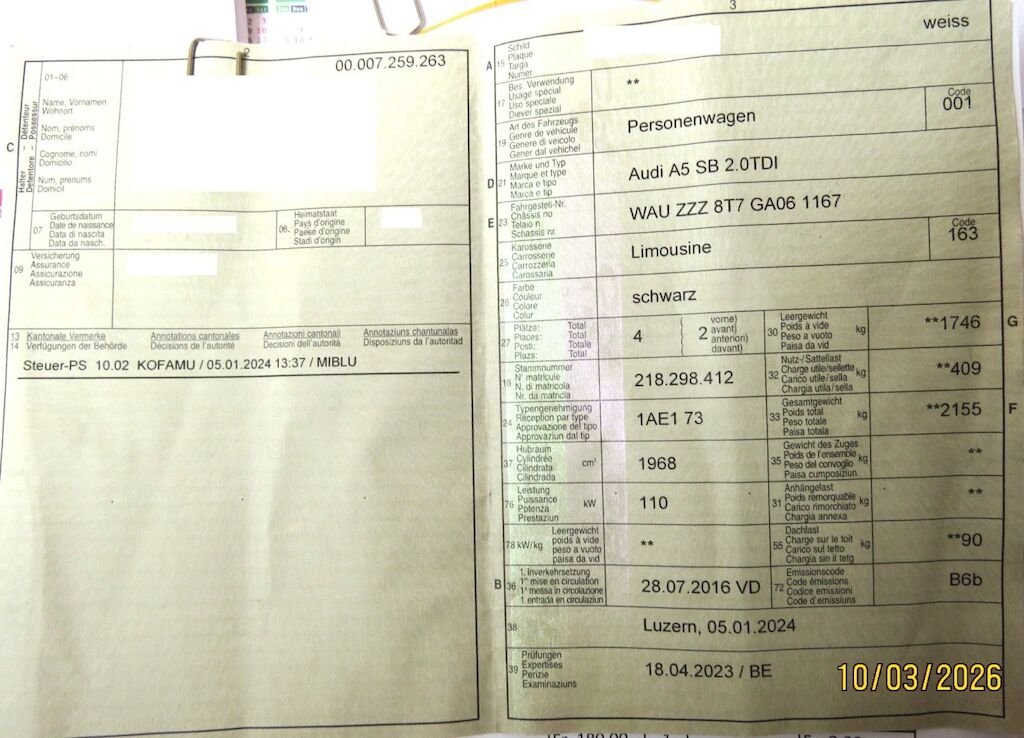 2
00.007.259.263
01–06
Name, Vornamen
Wohnort
Nom, prénoms
Domicile
Cognome, nomi
Domicilio
Num, prenums
Domicil
C
Halter – Détenteur
Detentore – Possessur
07
Geburtsdatum
Date de naissance
Data di nascita
Data da nasch.
08.
Heimatstaat
Pays d'origine
Paese d'origine
Stadi d'origin
09
Versicherung
Assurance
Assicurazione
Assicuranza
13 Kantonale Vermerke Annotations cantonales Annotazioni cantonali Annotaziuns chantunalas
14 Verfügungen der Behörde Décisions de l'autorité Decisioni dell'autorità Disposiziuns da l'autoritad
Steuer-PS 10.02 KOFAMU / 05.01.2024 13:37 / MIBLU
3
weiss
A 15
Schild
Plaque
Targa
Numer
17
Bes. Verwendung
Usage spécial
Uso speciale
Diever spezial
**
19
Art des Fahrzeugs
Genre de véhicule
Genere di veicolo
Gener dal vehichel
Personenwagen
Code
001
D 21
Marke und Typ
Marque et type
Marca e tipo
Marca e tip
Audi A5 SB 2.0TDI
E 23
Fahrgestell-Nr.
Châssis no
Telaio n.
Schassis nr.
WAU ZZZ 8T7 GA06 1167
25
Karosserie
Carrosserie
Carrozzeria
Carossaria
Limousine
Code
163
26
Farbe
Couleur
Colore
Colur
schwarz
27
Plätze: Total
Places: Total
Posti: Totale
Plazs: Total
4
2
vorne)
avant)
anteriori)
davant)
30
Leergewicht
Poids à vide
Peso a vuoto
Paisa da vid
kg
**1746
G
18
Stammnummer
N° matricule
N. di matricola
Nr. da matricla
218.298.412
32
Nutz-/Sattellast
Charge utile/sellette
Carico utile/sella
Chargia utila/sella
kg
**409
24
Typengenehmigung
Réception par type
Approvazione del tipo
Approvaziun dal tip
1AE1 73
33
Gesamtgewicht
Poids total
Peso totale
Paisa totala
kg
**2155
F
37
Hubraum
Cylindrée
Cilindrata
Cilindrada
cm³
1968
35
Gewicht des Zuges
Poids de l'ensemble
Peso del convoglio
Paisa cumposiziun
kg
**
76
Leistung
Puissance
Potenza
Prestaziun
kW
110
31
Anhängelast
Poids remorquable
Carico rimorchiato
Chargia annexa
kg
**
78 kW/kg
Leergewicht
poids à vide
peso a vuoto
paisa da vid
**
55
Dachlast
Charge sur le toit
Carico sul tetto
Chargia sin il tetg
kg
**90
B 36
1. Inverkehrsetzung
1re mise en circulation
1a messa in circolazione
1. entrada en circulaziun
28.07.2016 VD
72
Emissionscode
Code émissions
Codice emissioni
Code d'emissiuns
B6b
38
Luzern, 05.01.2024
39
Prüfungen
Expertises
Perizie
Examinaziuns
18.04.2023 / BE
10/03/2026